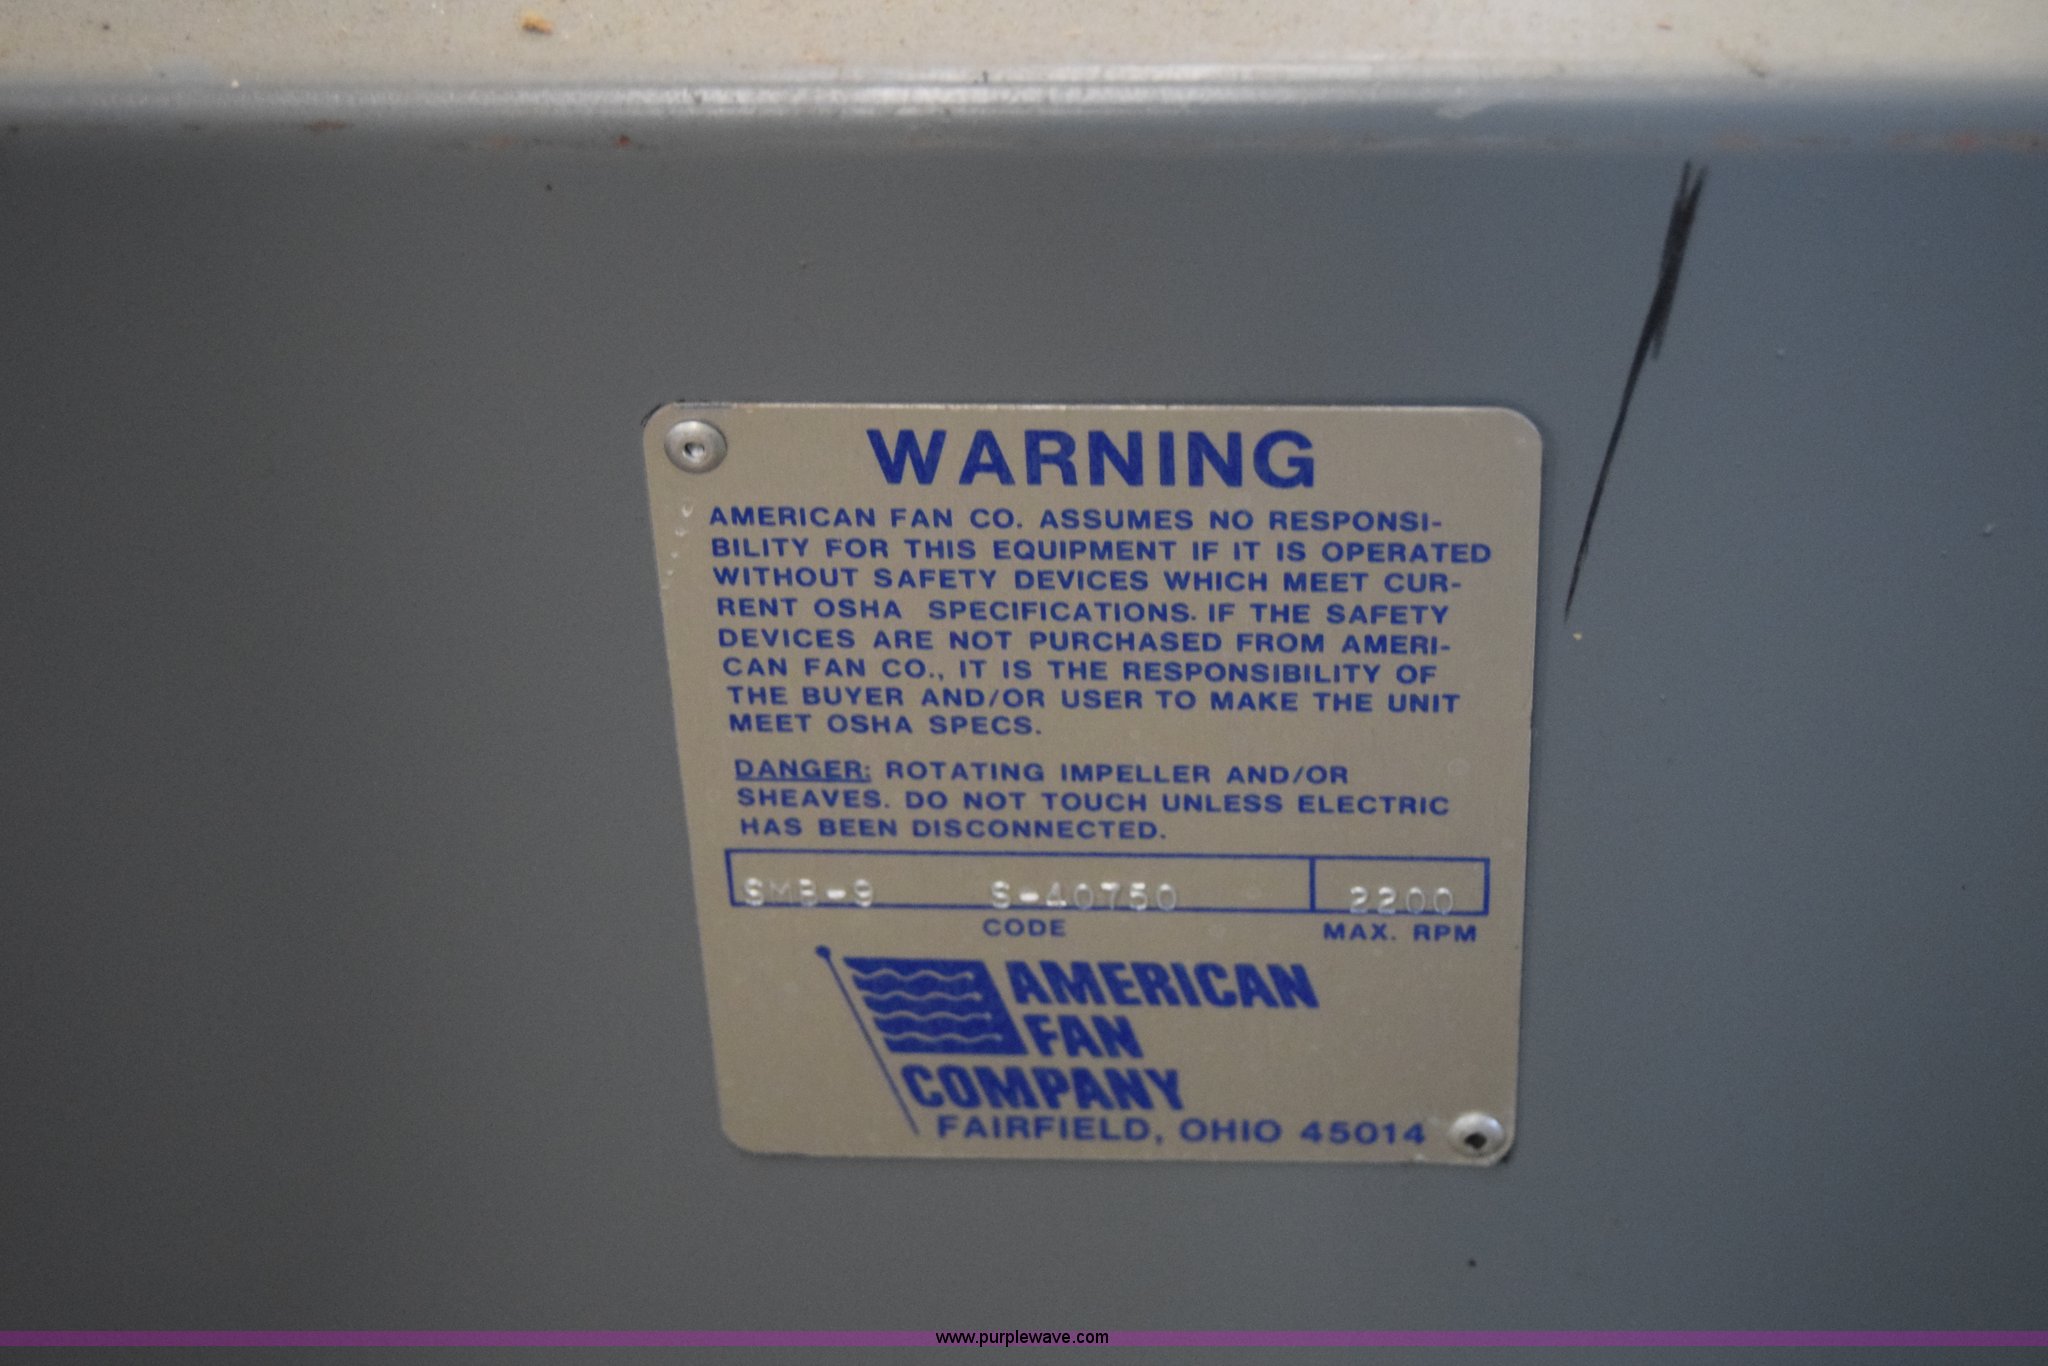 WARNING
AMERICAN FAN CO. ASSUMES NO RESPONSI-
BILITY FOR THIS EQUIPMENT IF IT IS OPERATED
WITHOUT SAFETY DEVICES WHICH MEET CUR-
RENT OSHA SPECIFICATIONS. IF THE SAFETY
DEVICES ARE NOT PURCHASED FROM AMERI-
CAN FAN CO., IT IS THE RESPONSIBILITY OF
THE BUYER AND/OR USER TO MAKE THE UNIT
MEET OSHA SPECS.
DANGER: ROTATING IMPELLER AND/OR
SHEAVES. DO NOT TOUCH UNLESS ELECTRIC
HAS BEEN DISCONNECTED.
SMB-9 S-40750 2200
CODE MAX. RPM
AMERICAN
FAN
COMPANY
FAIRFIELD, OHIO 45014
www.purplewave.com